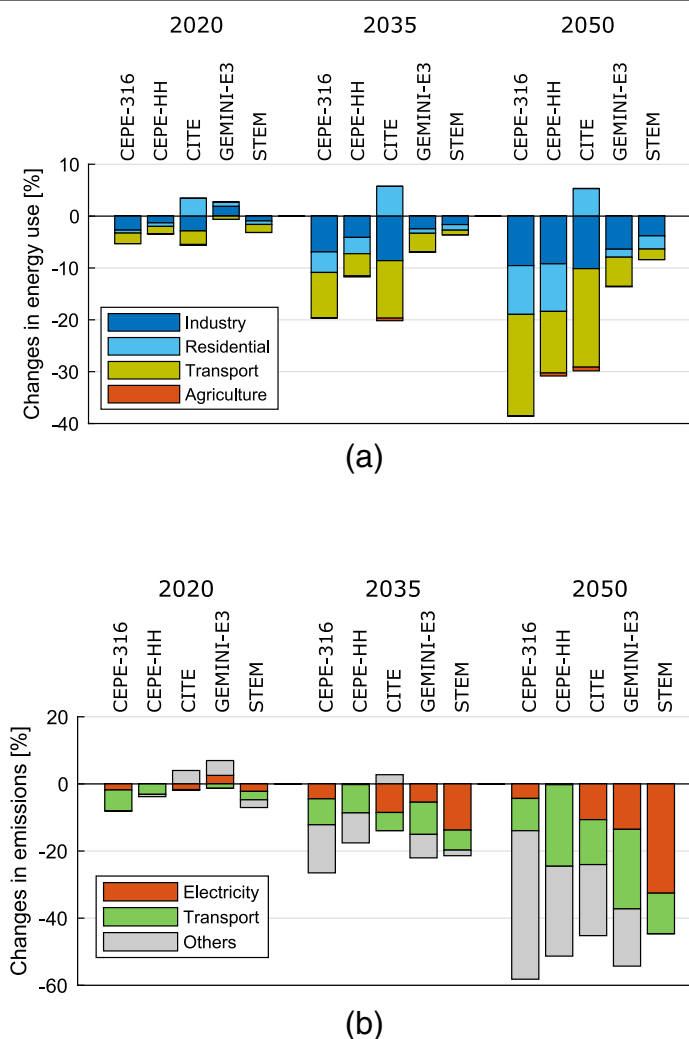 2020 2035 2050
CEPE-316 CEPE-HH CITE GEMINI-E3 STEM CEPE-316 CEPE-HH CITE GEMINI-E3 STEM CEPE-316 CEPE-HH CITE GEMINI-E3 STEM
Changes in energy use [%]
10
0
-10
-20
-30
-40
Industry
Residential
Transport
Agriculture
(a)
2020 2035 2050
CEPE-316 CEPE-HH CITE GEMINI-E3 STEM CEPE-316 CEPE-HH CITE GEMINI-E3 STEM CEPE-316 CEPE-HH CITE GEMINI-E3 STEM
Changes in emissions [%]
20
0
-20
-40
-60
Electricity
Transport
Others
(b)